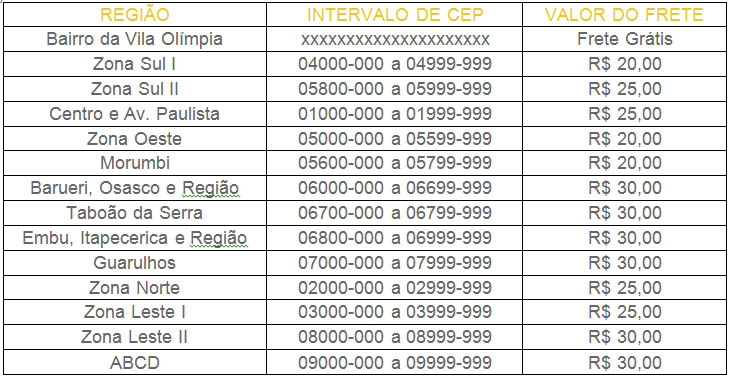 REGIÃO INTERVALO DE CEP VALOR DO FRETE
Bairro da Vila Olímpia xxxxxxxxxxxxxxxxxxxxx Frete Grátis
Zona Sul I 04000-000 a 04999-999 R$ 20,00
Zona Sul II 05800-000 a 05999-999 R$ 25,00
Centro e Av. Paulista 01000-000 a 01999-999 R$ 25,00
Zona Oeste 05000-000 a 05599-999 R$ 20,00
Morumbi 05600-000 a 05799-999 R$ 20,00
Barueri, Osasco e Região 06000-000 a 06699-999 R$ 30,00
Taboão da Serra 06700-000 a 06799-999 R$ 30,00
Embu, Itapecerica e Região 06800-000 a 06999-999 R$ 30,00
Guarulhos 07000-000 a 07999-999 R$ 30,00
Zona Norte 02000-000 a 02999-999 R$ 25,00
Zona Leste I 03000-000 a 03999-999 R$ 25,00
Zona Leste II 08000-000 a 08999-999 R$ 30,00
ABCD 09000-000 a 09999-999 R$ 30,00